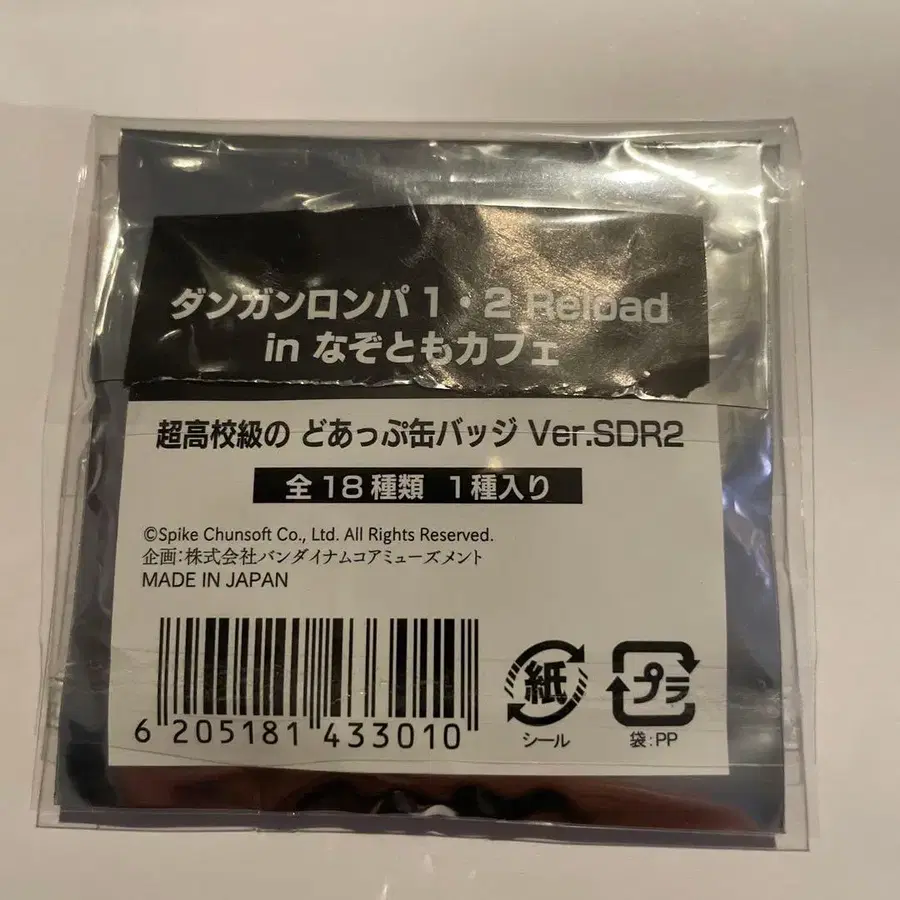 ダンガンロンパ 1・2 Reload
in なぞともカフェ
超高校級の どあっぷ缶バッジ Ver.SDR2
全18種類 1種入り
©Spike Chunsoft Co., Ltd. All Rights Reserved.
企画：株式会社バンダイナムコアミューズメント
MADE IN JAPAN
6 205181 433010
紙
シール
プラ
袋：PP